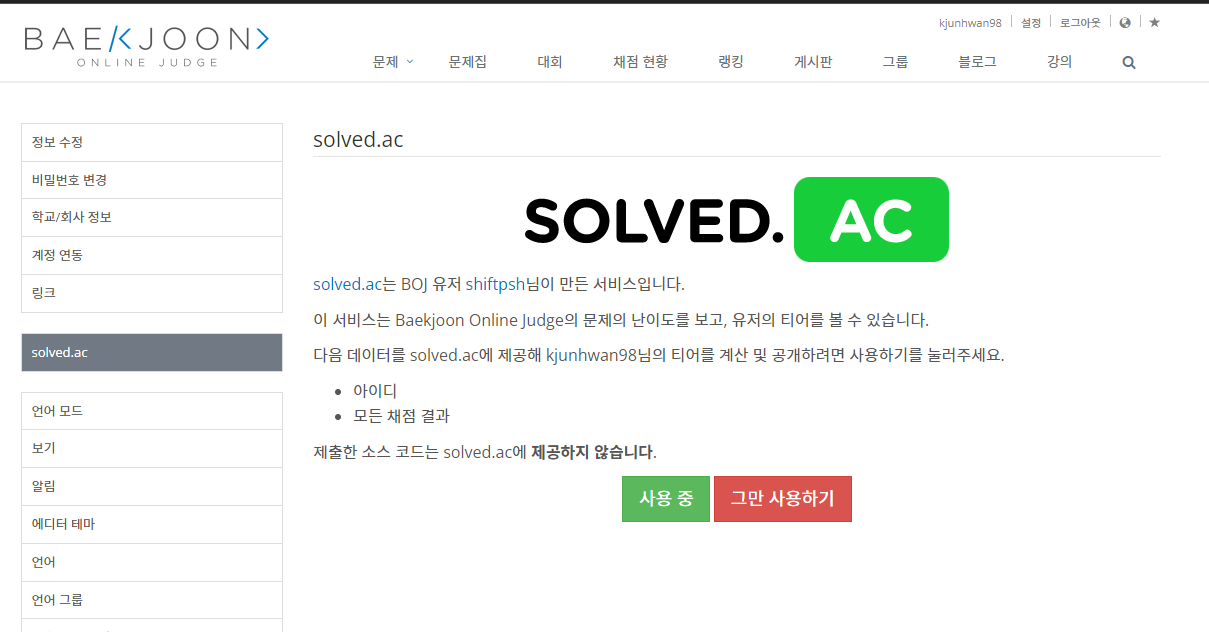 BAEKJOON>
ONLINE JUDGE
kjunhwan98 설정 로그아웃
문제 문제집 대회 채점 현황 랭킹 게시판 그룹 블로그 강의
정보 수정
비밀번호 변경
학교/회사 정보
계정 연동
링크
solved.ac
언어 모드
보기
알림
에디터 테마
언어
언어 그룹
solved.ac
SOLVED. AC
solved.ac는 BOJ 유저 shiftpsh님이 만든 서비스입니다.
이 서비스는 Baekjoon Online Judge의 문제의 난이도를 보고, 유저의 티어를 볼 수 있습니다.
다음 데이터를 solved.ac에 제공해 kjunhwan98님의 티어를 계산 및 공개하려면 사용하기를 눌러주세요.
• 아이디
• 모든 채점 결과
제출한 소스 코드는 solved.ac에 제공하지 않습니다.
사용 중 그만 사용하기